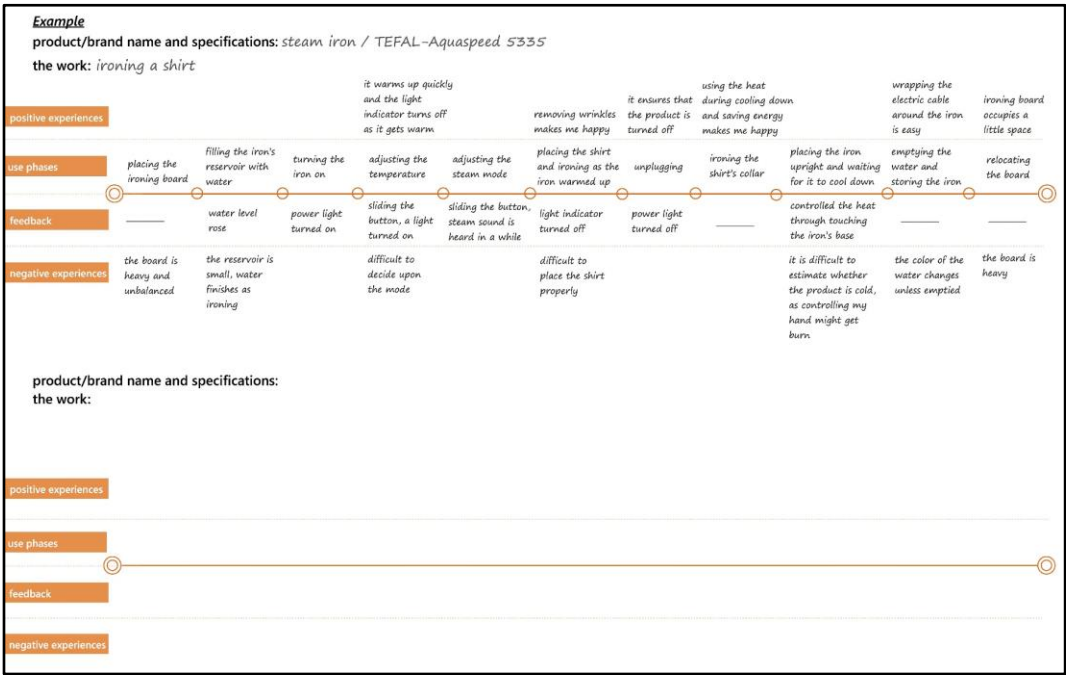 Example
product/brand name and specifications: steam iron / TEFAL-Aquaspeed 5335
the work: ironing a shirt
positive experiences
it warms up quickly
and the light
indicator turns off
as it gets warm
removing wrinkles
makes me happy
it ensures that
the product is
turned off
using the heat
during cooling down
and saving energy
makes me happy
wrapping the
electric cable
around the iron
is easy
ironing board
occupies a
little space
use phases
placing the
ironing board
filling the iron's
reservoir with
water
turning the
iron on
adjusting the
temperature
adjusting the
steam mode
placing the shirt
and ironing as the
iron warmed up
unplugging
ironing the
shirt's collar
placing the iron
upright and waiting
for it to cool down
emptying the
water and
storing the iron
relocating
the board
feedback
water level
rose
power light
turned on
sliding the
button, a light
turned on
sliding the button,
steam sound is
heard in a while
light indicator
turned off
power light
turned off
controlled the heat
through touching
the iron's base
negative experiences
the board is
heavy and
unbalanced
the reservoir is
small, water
finishes as
ironing
difficult to
decide upon
the mode
difficult to
place the shirt
properly
it is difficult to
estimate whether
the product is cold,
as controlling my
hand might get
burn
the color of the
water changes
unless emptied
the board is
heavy
product/brand name and specifications:
the work:
positive experiences
use phases
feedback
negative experiences